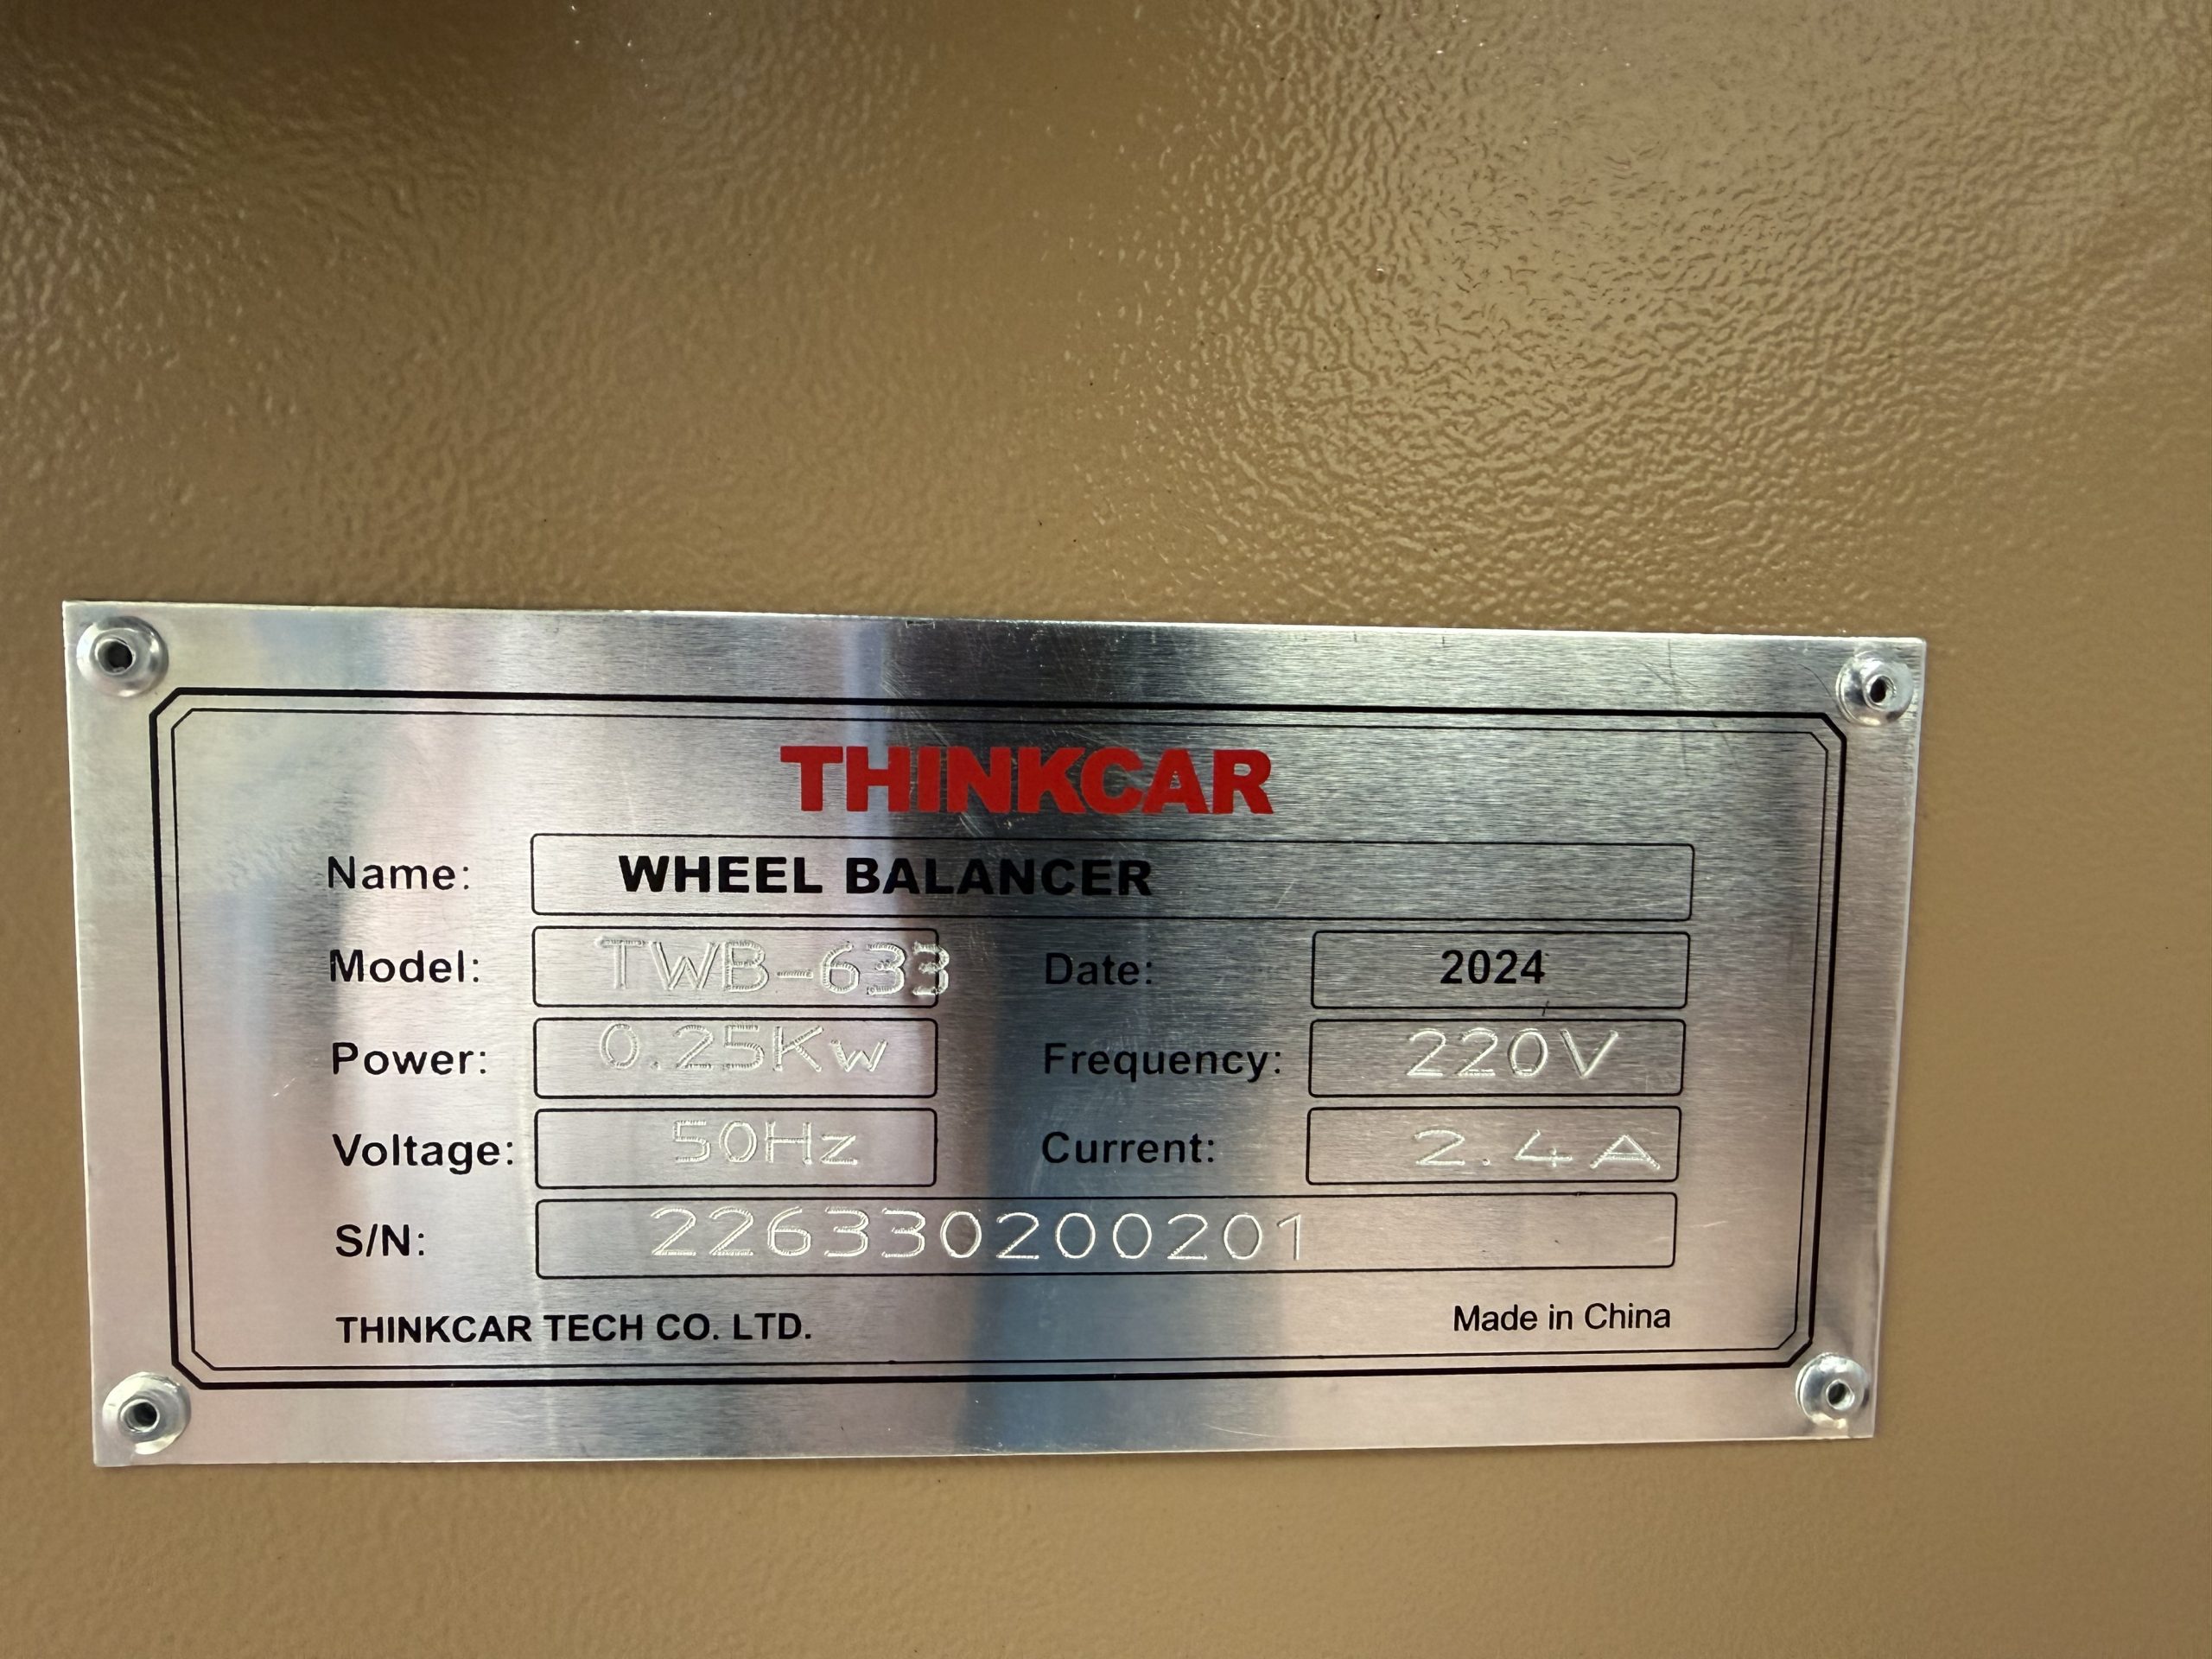 THINKCAR
Name: WHEEL BALANCER
Model: TWB-633 Date: 2024
Power: 0.25Kw Frequency: 220V
Voltage: 50Hz Current: 2.4A
S/N: 226330200201
THINKCAR TECH CO. LTD. Made in China